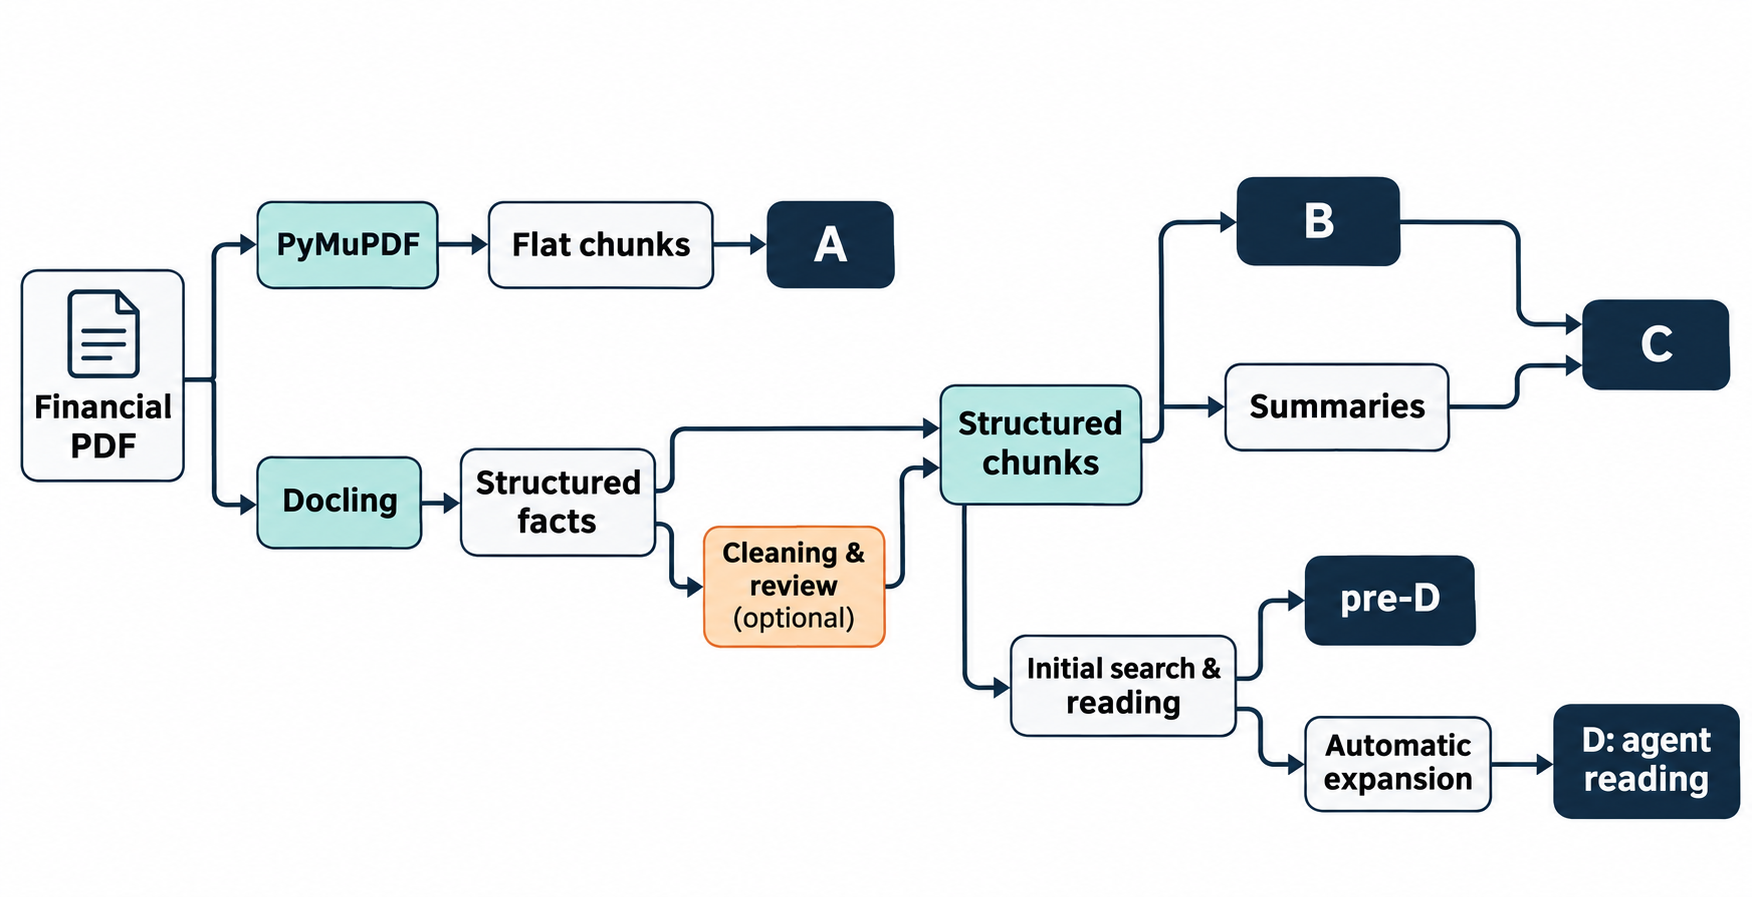 Financial
PDF
PyMuPDF
Flat chunks
A
Docling
Structured
facts
Cleaning &
review
(optional)
Structured
chunks
B
Summaries
C
Initial search &
reading
pre-D
Automatic
expansion
D: agent
reading